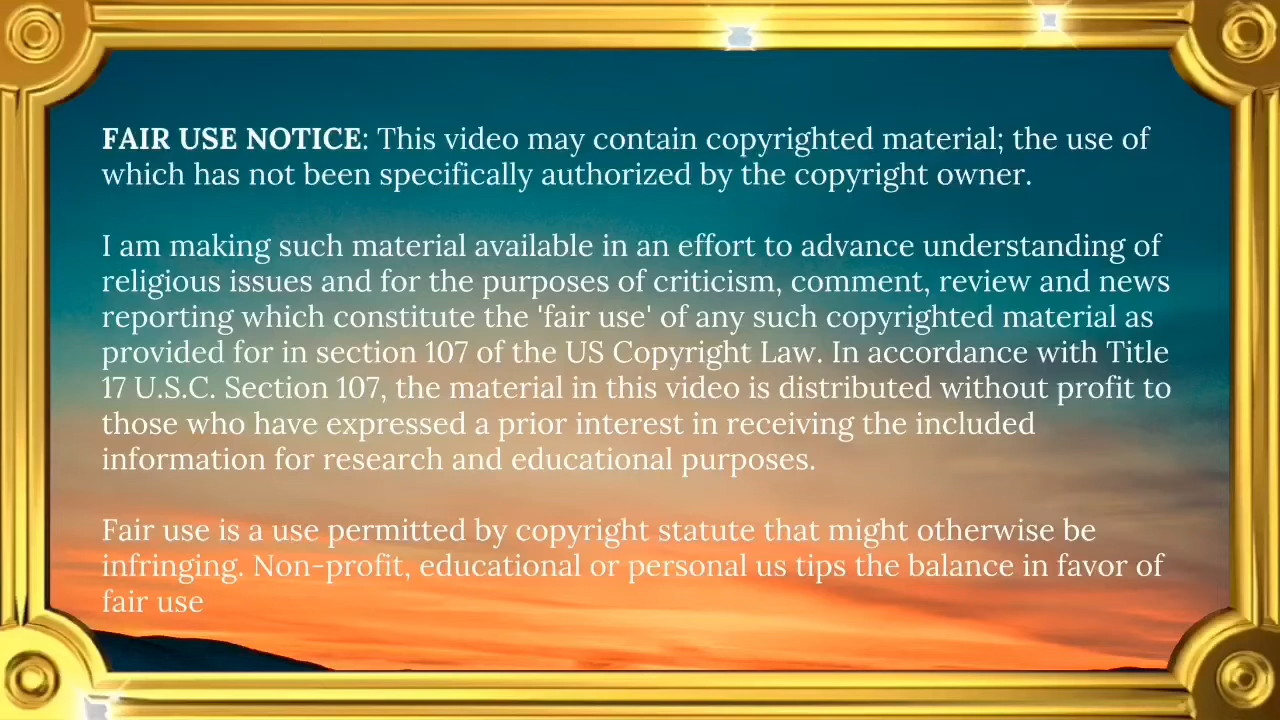 FAIR USE NOTICE: This video may contain copyrighted material; the use of
which has not been specifically authorized by the copyright owner.
I am making such material available in an effort to advance understanding of
religious issues and for the purposes of criticism, comment, review and news
reporting which constitute the 'fair use' of any such copyrighted material as
provided for in section 107 of the US Copyright Law. In accordance with Title
17 U.S.C. Section 107, the material in this video is distributed without profit to
those who have expressed a prior interest in receiving the included
information for research and educational purposes.
Fair use is a use permitted by copyright statute that might otherwise be
infringing. Non-profit, educational or personal us tips the balance in favor of
fair use